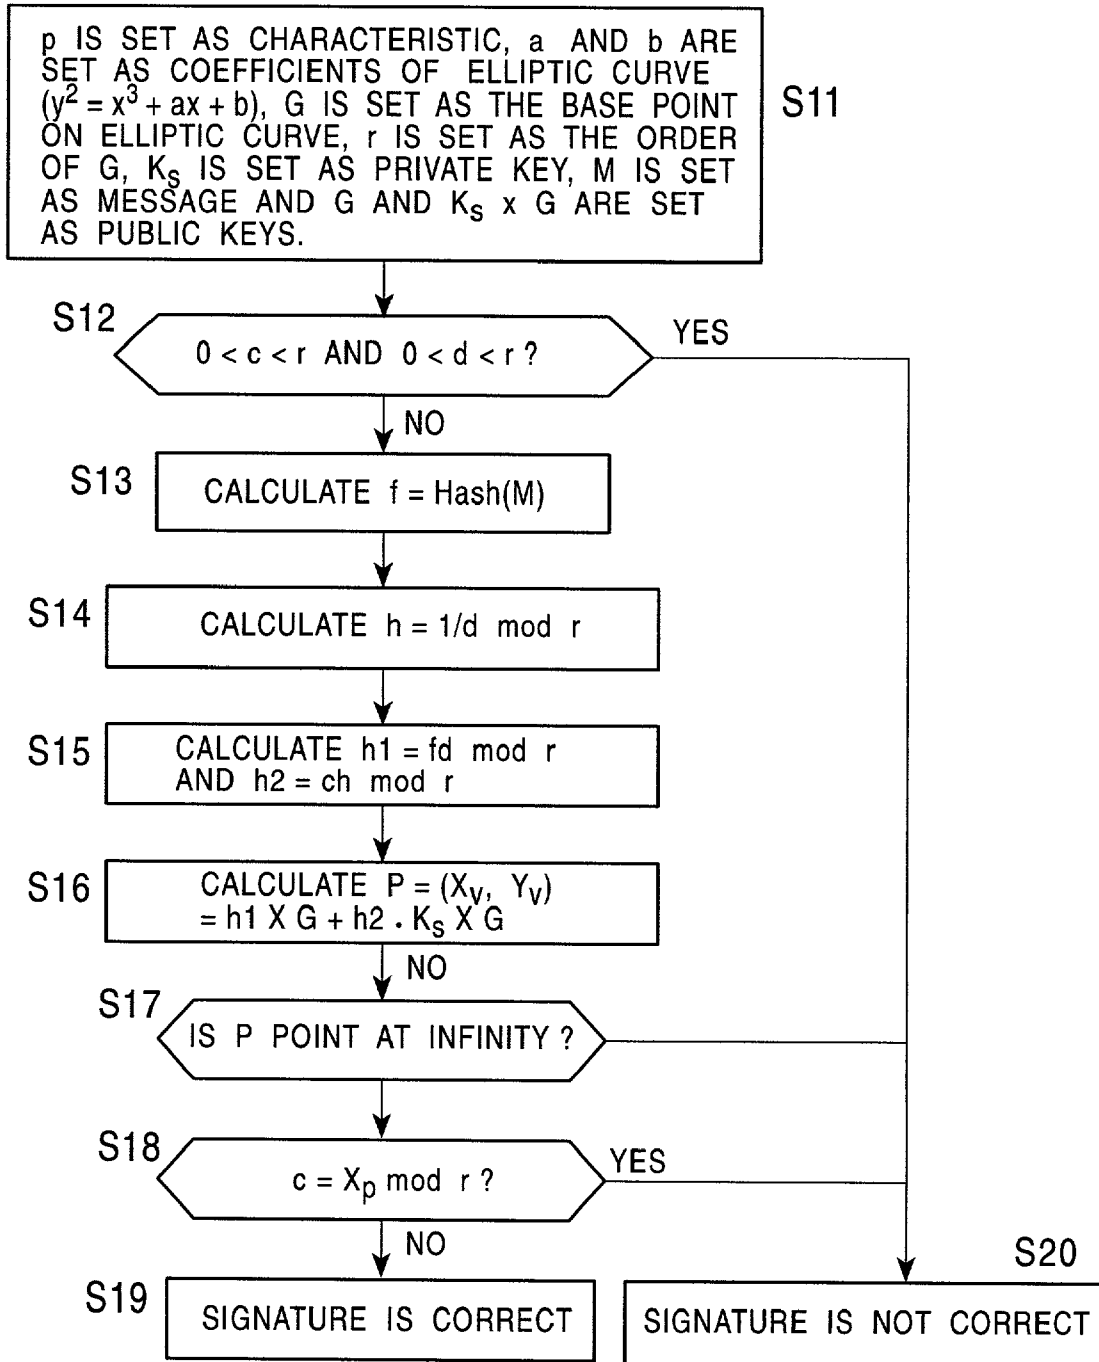 p IS SET AS CHARACTERISTIC, a AND b ARE
SET AS COEFFICIENTS OF ELLIPTIC CURVE
(y² = x³ + ax + b), G IS SET AS THE BASE POINT
ON ELLIPTIC CURVE, r IS SET AS THE ORDER
OF G, Ks IS SET AS PRIVATE KEY, M IS SET
AS MESSAGE AND G AND Ks x G ARE SET
AS PUBLIC KEYS.
S11
S12
0 < c < r AND 0 < d < r ?
YES
NO
S13
CALCULATE f = Hash(M)
S14
CALCULATE h = 1/d mod r
S15
CALCULATE h1 = fd mod r
AND h2 = ch mod r
S16
CALCULATE P = (Xv, Yv)
= h1 X G + h2 . Ks X G
NO
S17
IS P POINT AT INFINITY ?
S18
c = Xp mod r ?
YES
NO
S19
SIGNATURE IS CORRECT
S20
SIGNATURE IS NOT CORRECT